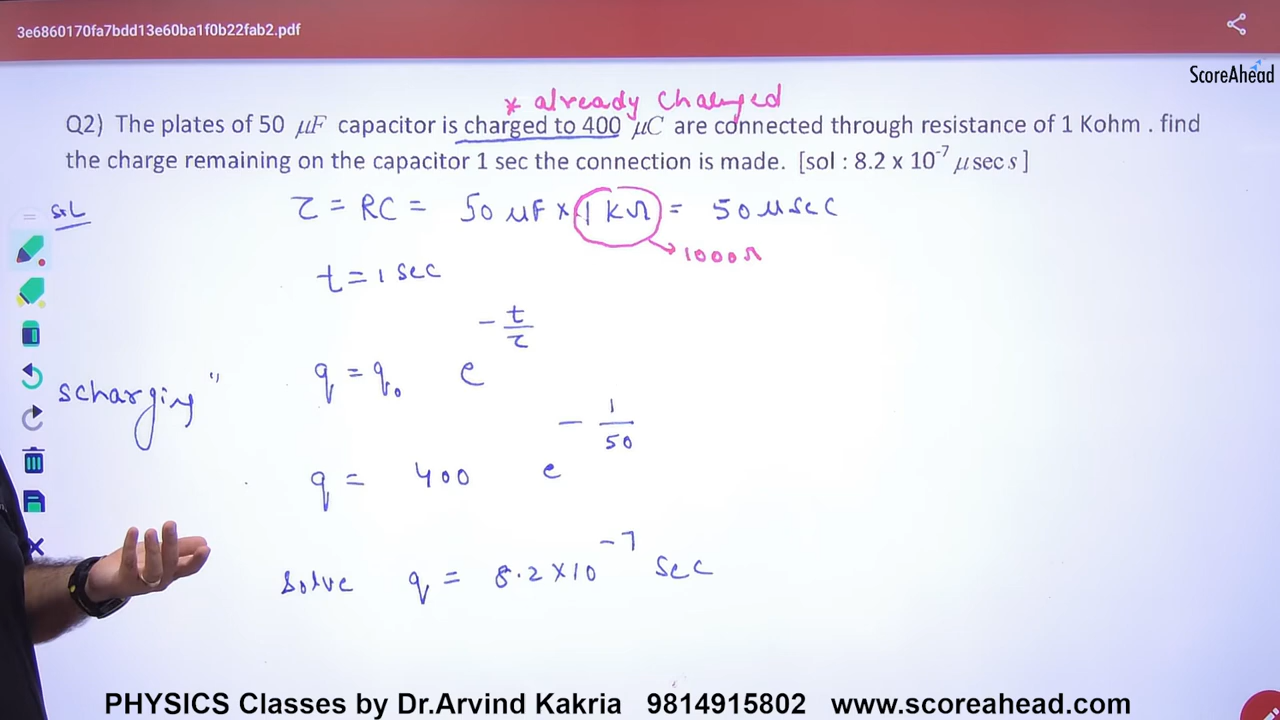 3e6860170fa7bdd13e60ba1f0b22fab2.pdf
ScoreAhead
* already Charged
Q2) The plates of 50 μF capacitor is charged to 400 μC are connected through resistance of 1 Kohm . find
the charge remaining on the capacitor 1 sec the connection is made. [sol : 8.2 x 10⁻⁷ μ sec s ]
sol
τ = RC = 50 μF × 1 kΩ = 50 μsec
→ 1000Ω
t = 1 sec
q = q₀ e^(-t/τ)
scharging "
q = 400 e^(-1/50)
Solve q = 8.2 × 10⁻⁷ sec
PHYSICS Classes by Dr.Arvind Kakria 9814915802 www.scoreahead.com